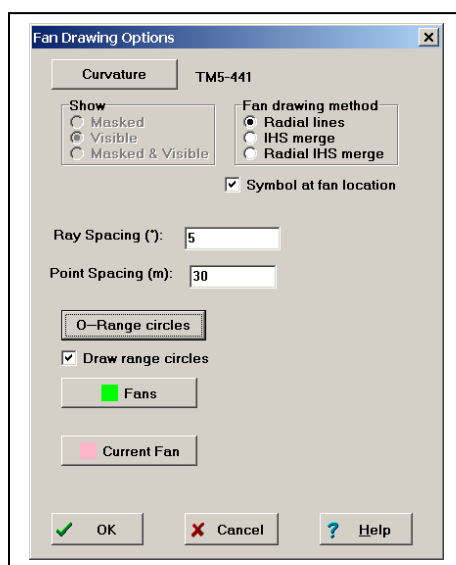 Fan Drawing Options
Curvature TM5-441
Show
Masked
Visible
Masked & Visible
Fan drawing method
Radial lines
IHS merge
Radial IHS merge
Symbol at fan location
Ray Spacing (°): 5
Point Spacing (m): 30
0-Range circles
Draw range circles
Fans
Current Fan
OK Cancel Help